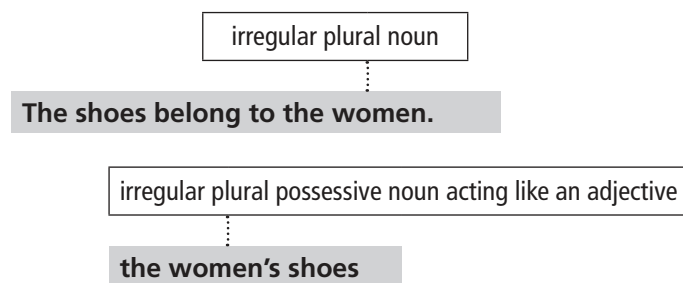 irregular plural noun
The shoes belong to the women.
irregular plural possessive noun acting like an adjective
the women's shoes